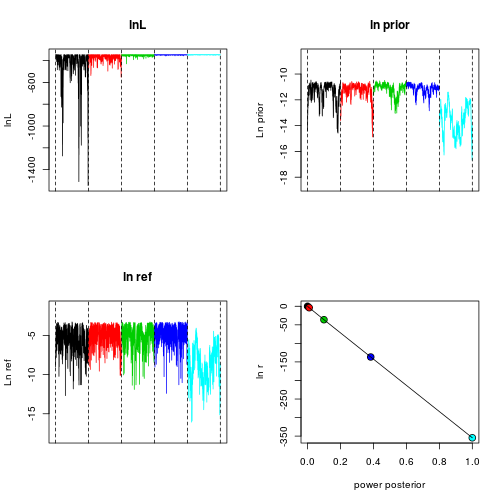 lnL
lnL
-600
-1000
-1400
ln prior
Ln prior
-10
-12
-14
-16
-18
ln ref
Ln ref
-5
-10
-15
ln r
0
-50
-150
-250
-350
0.0 0.2 0.4 0.6 0.8 1.0
power posterior